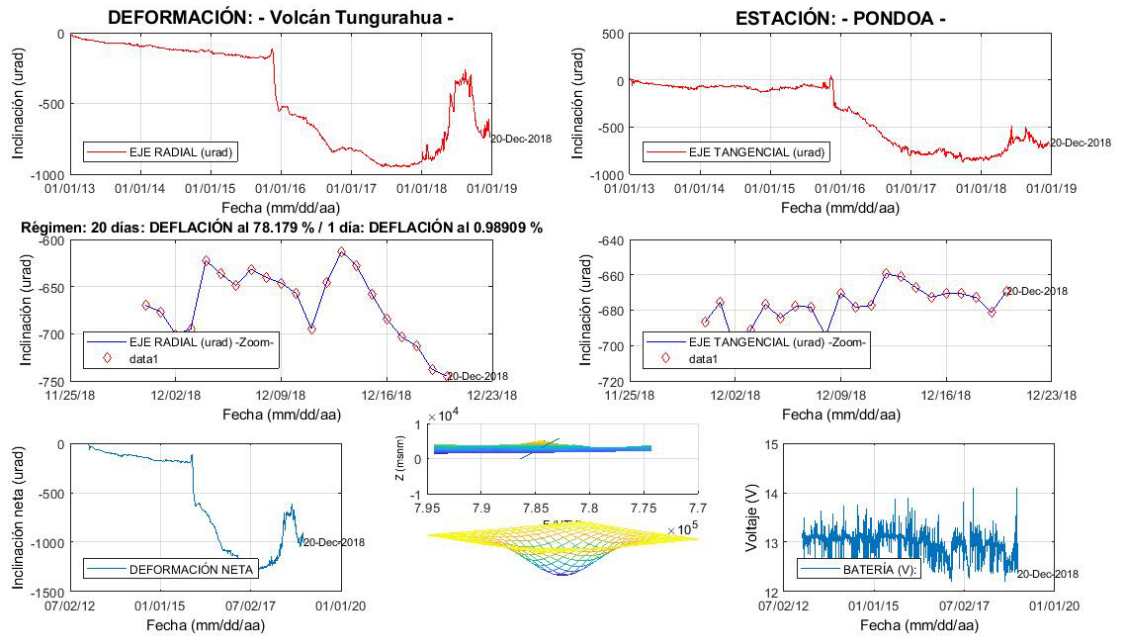 DEFORMACIÓN: - Volcán Tungurahua -
ESTACIÓN: - PONDOA -
Inclinación (urad)
0
-500
-1000
EJE RADIAL (urad)
20-Dec-2018
01/01/13 01/01/14 01/01/15 01/01/16 01/01/17 01/01/18 01/01/19
Fecha (mm/dd/aa)
Inclinación (urad)
500
0
-500
-1000
EJE TANGENCIAL (urad)
20-Dec-2018
01/01/13 01/01/14 01/01/15 01/01/16 01/01/17 01/01/18 01/01/19
Fecha (mm/dd/aa)
Régimen: 20 días: DEFLACIÓN al 78.179 % / 1 día: DEFLACIÓN al 0.98909 %
Inclinación (urad)
-600
-650
-700
-750
EJE RADIAL (urad) -Zoom-
data1
20-Dec-2018
11/25/18 12/02/18 12/09/18 12/16/18 12/23/18
Fecha (mm/dd/aa)
Inclinación (urad)
-640
-660
-680
-700
-720
20-Dec-2018
EJE TANGENCIAL (urad) -Zoom-
data1
11/25/18 12/02/18 12/09/18 12/16/18 12/23/18
Fecha (mm/dd/aa)
Inclinación neta (urad)
0
-500
-1000
-1500
20-Dec-2018
DEFORMACIÓN NETA
07/02/12 01/01/15 07/02/17 01/01/20
Fecha (mm/dd/aa)
× 10^4
Z (msnm)
1
0
-1
7.95 7.9 7.85 7.8 7.775 7.7
× 10^5
Voltaje (V)
15
14
13
12
BATERÍA (V):
20-Dec-2018
07/02/12 01/01/15 07/02/17 01/01/20
Fecha (mm/dd/aa)